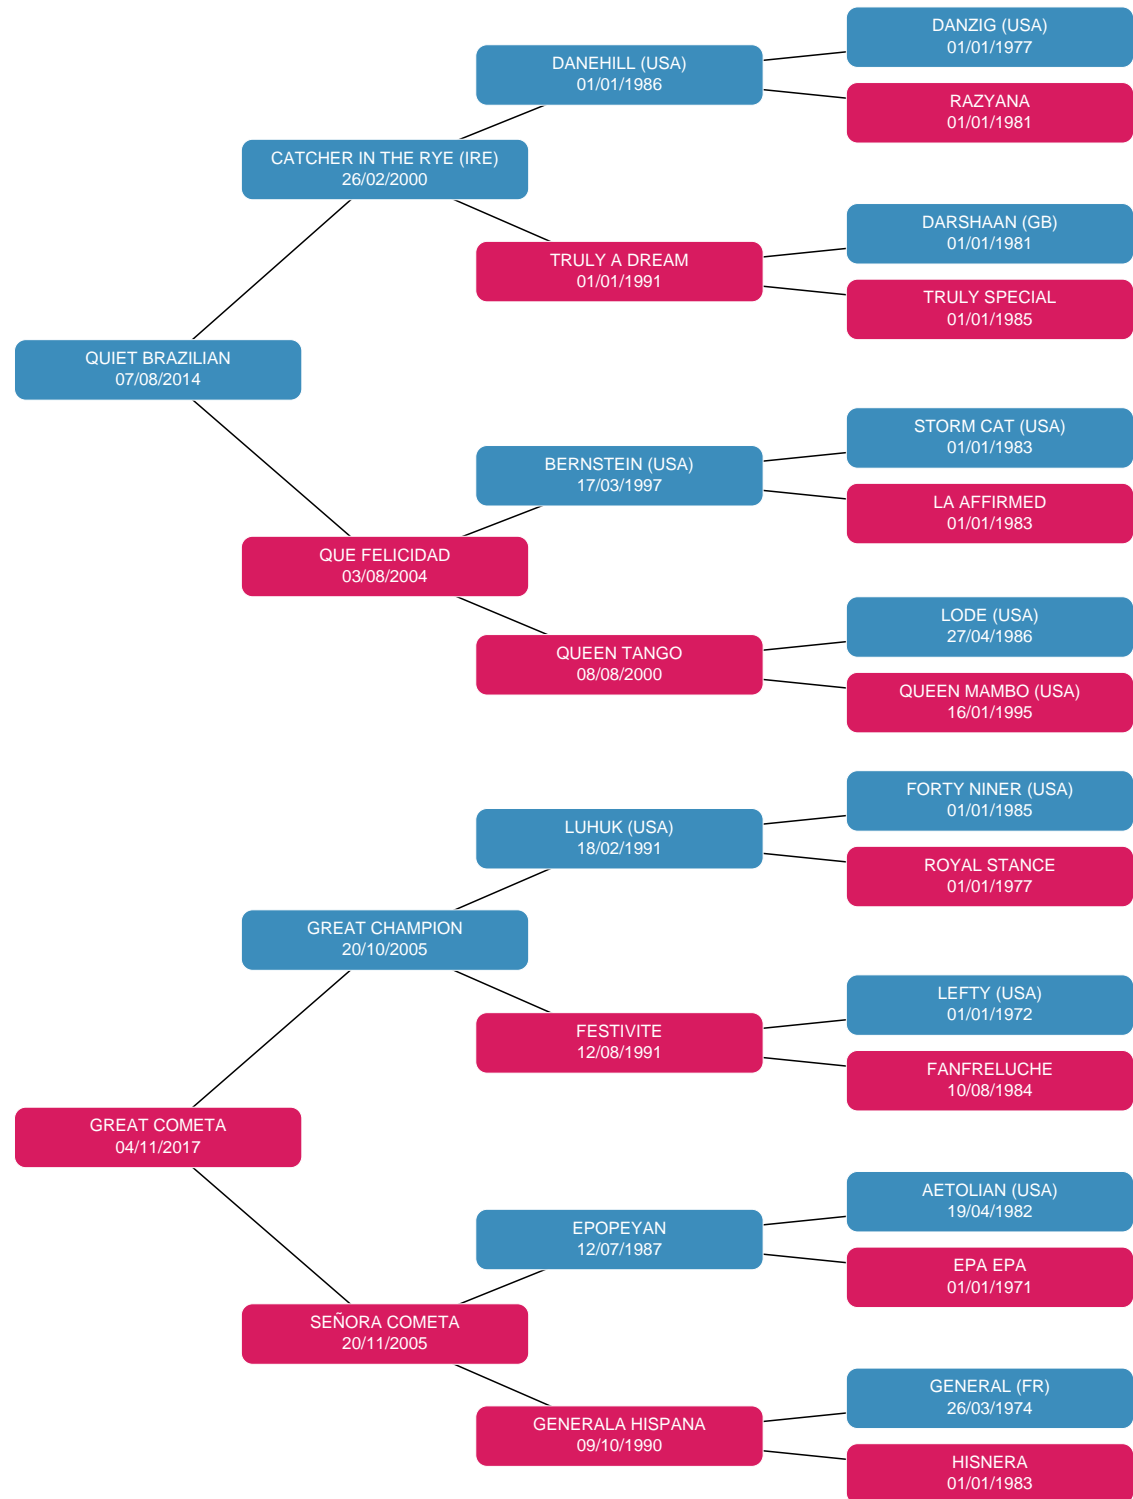 DANZIG (USA)
01/01/1977
DANEHILL (USA)
01/01/1986
RAZYANA
01/01/1981
CATCHER IN THE RYE (IRE)
26/02/2000
DARSHAAN (GB)
01/01/1981
TRULY A DREAM
01/01/1991
TRULY SPECIAL
01/01/1985
QUIET BRAZILIAN
07/08/2014
STORM CAT (USA)
01/01/1983
BERNSTEIN (USA)
17/03/1997
LA AFFIRMED
01/01/1983
QUE FELICIDAD
03/08/2004
LODE (USA)
27/04/1986
QUEEN TANGO
08/08/2000
QUEEN MAMBO (USA)
16/01/1995
FORTY NINER (USA)
01/01/1985
LUHUK (USA)
18/02/1991
ROYAL STANCE
01/01/1977
GREAT CHAMPION
20/10/2005
LEFTY (USA)
01/01/1972
FESTIVITE
12/08/1991
FANFRELUCHE
10/08/1984
GREAT COMETA
04/11/2017
AETOLIAN (USA)
19/04/1982
EPOPEYAN
12/07/1987
EPA EPA
01/01/1971
SEÑORA COMETA
20/11/2005
GENERAL (FR)
26/03/1974
GENERALA HISPANA
09/10/1990
HISNERA
01/01/1983